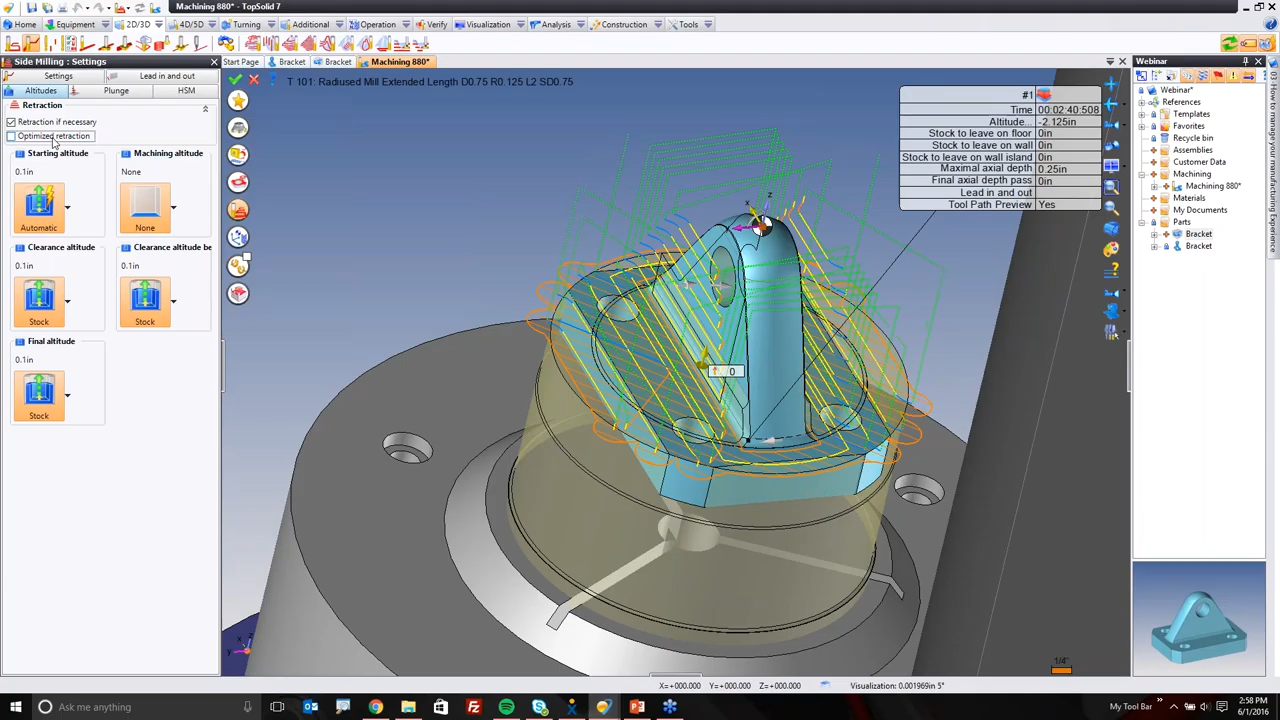 Machining 880* - TopSolid 7
Home Equipment 2D/3D 4D/5D Turning Additional Operation Verify Visualization Analysis Construction Tools
Side Milling : Settings
Start Page Bracket Bracket Machining 880*
Webinar
Settings Lead in and out
Altitudes Plunge HSM
Retraction
Retraction if necessary
Optimized retraction
Starting altitude Machining altitude
0.1in None
Automatic None
Clearance altitude Clearance altitude be
0.1in 0.1in
Stock Stock
Final altitude
0.1in
Stock
T 101: Radiused Mill Extended Length D0.75 R0.125 L2 SD0.75
#1
Time 00:02:40:508
Altitude... -2.125in
Stock to leave on floor 0in
Stock to leave on wall 0in
Stock to leave on wall island 0in
Maximal axial depth 0.25in
Final axial depth pass 0in
Lead in and out
Tool Path Preview Yes
x z
0
x z
y
1/4"
Webinar*
References
Templates
Favorites
Recycle bin
Assemblies
Customer Data
Machining
Machining 880*
Materials
My Documents
Parts
Bracket
Bracket
X=+000.000 Y=+000.000 Z=+000.000 Visualization: 0.001969in 5°
Ask me anything
My Tool Bar
2:58 PM
6/1/2016